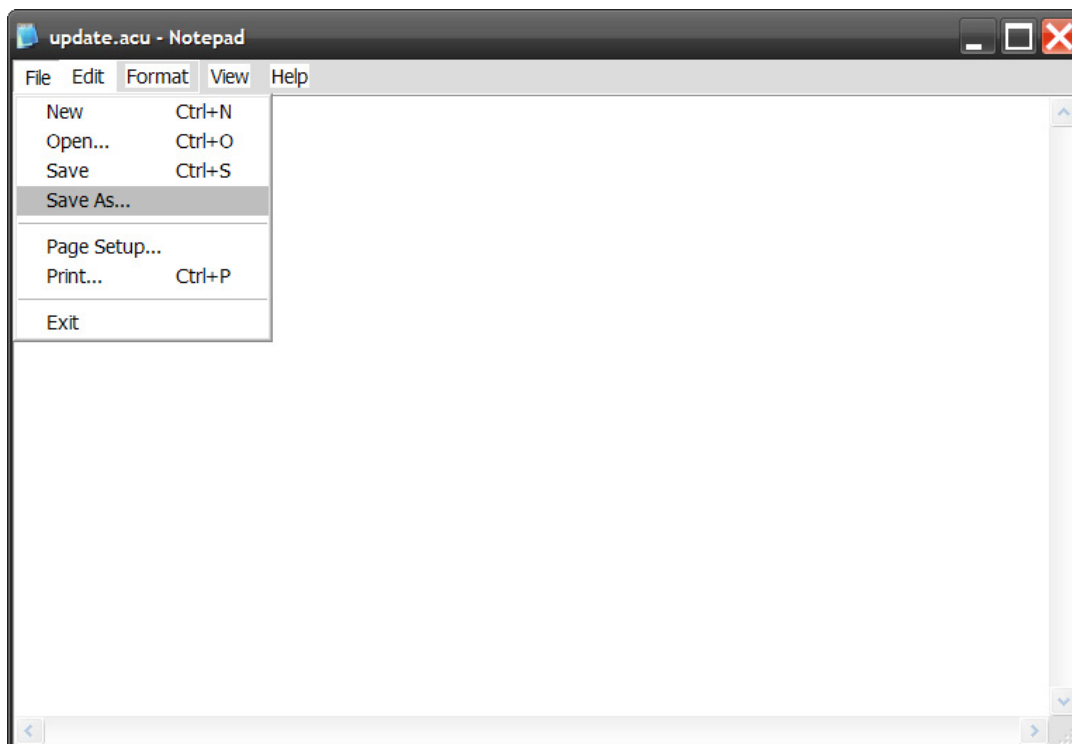 update.acu - Notepad
File Edit Format View Help
New Ctrl+N
Open... Ctrl+O
Save Ctrl+S
Save As...
Page Setup...
Print... Ctrl+P
Exit